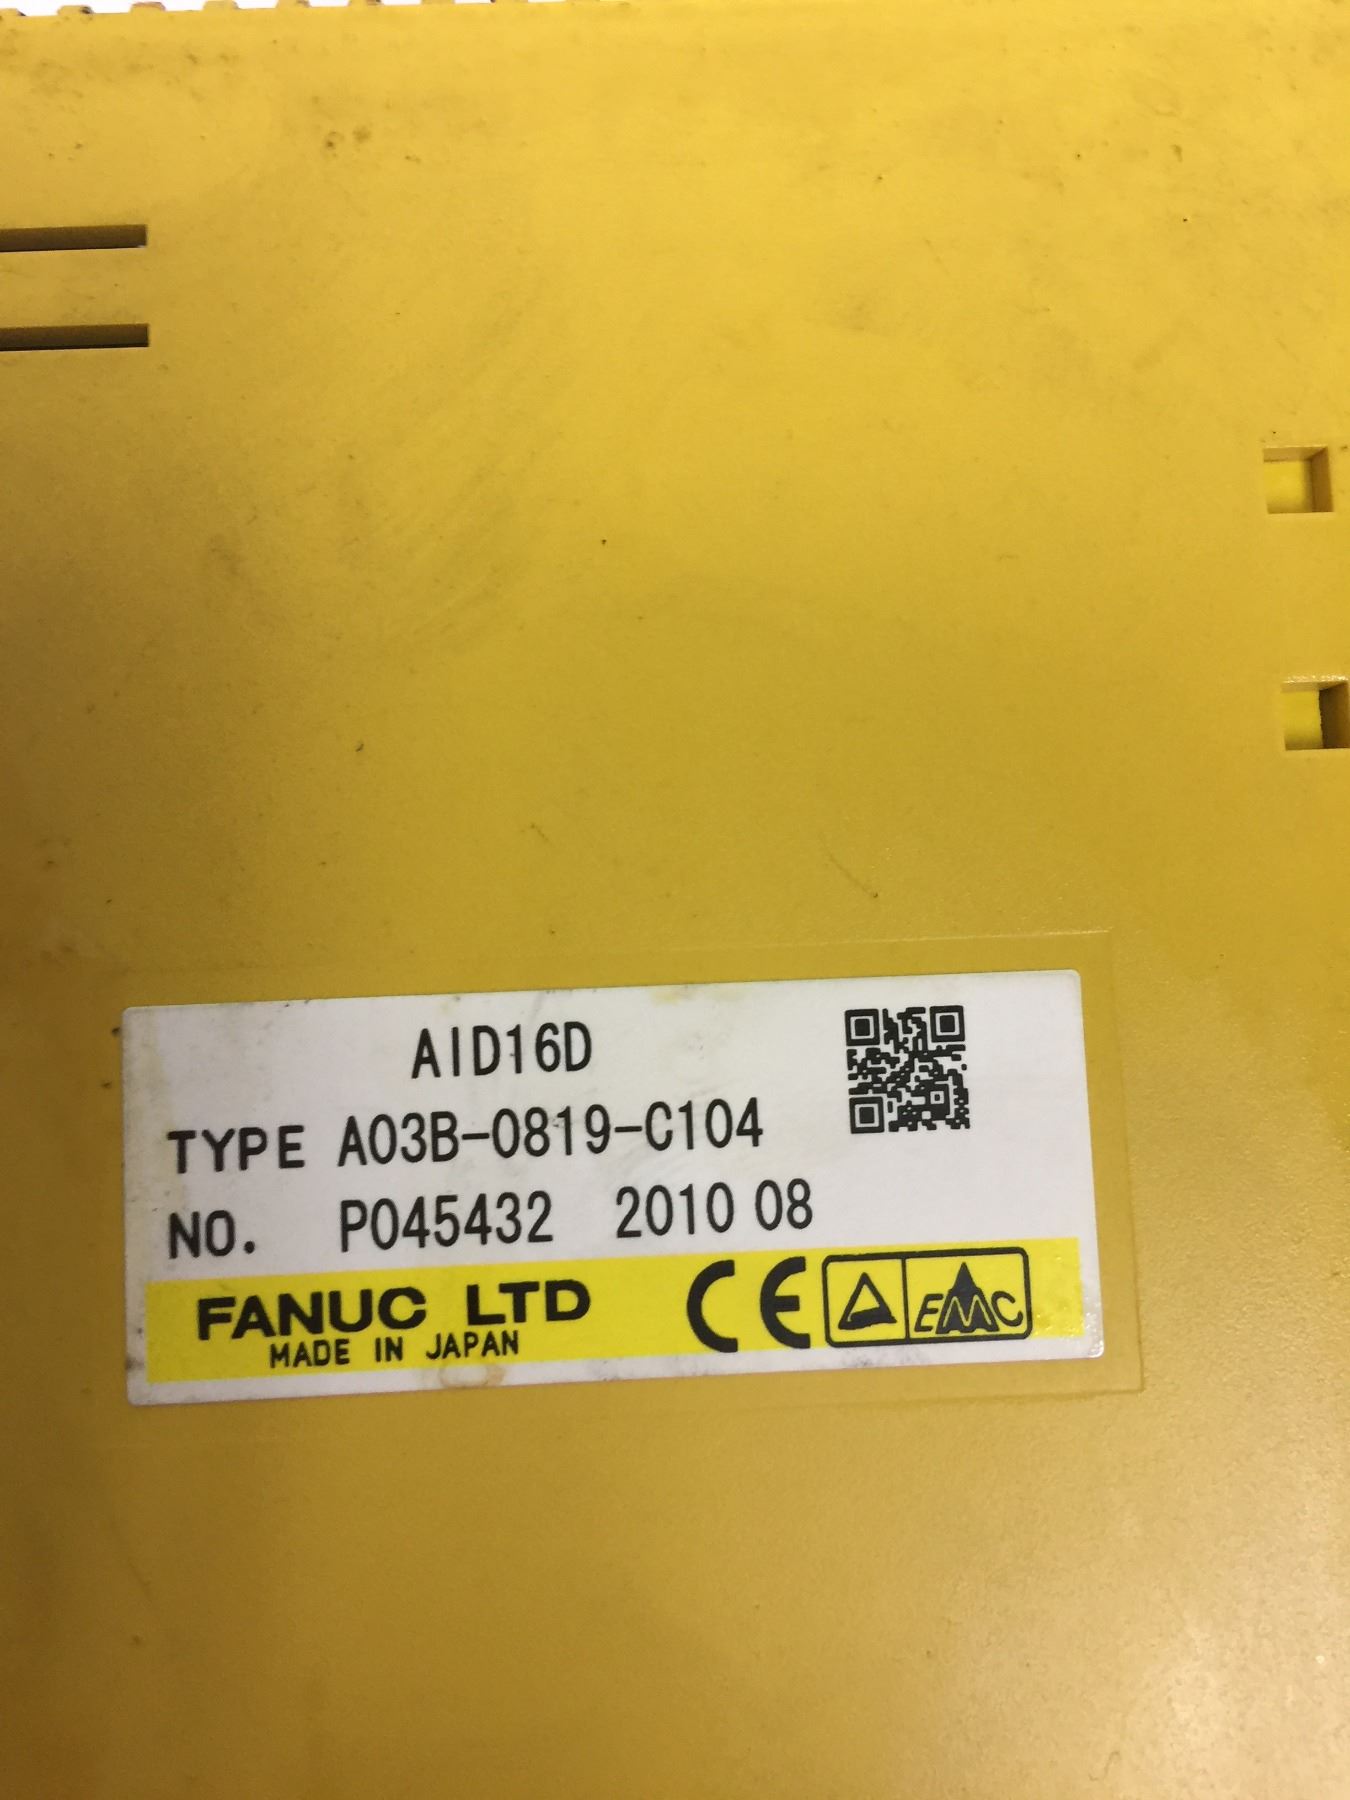 AID16D
TYPE A03B-0819-C104
NO. P045432 2010 08
FANUC LTD
MADE IN JAPAN
CE EMC